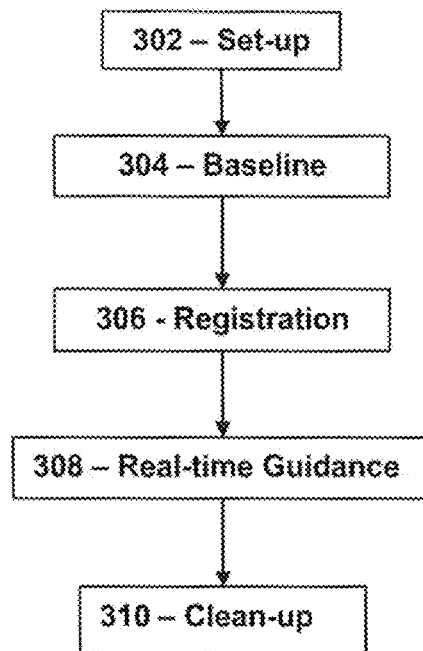 302 – Set-up
304 – Baseline
306 - Registration
308 – Real-time Guidance
310 – Clean-up